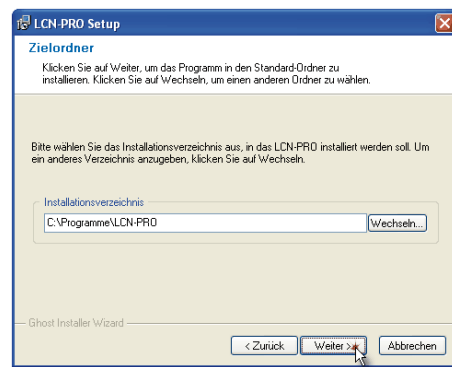 LCN-PRO Setup
Zielordner
Klicken Sie auf Weiter, um das Programm in den Standard-Ordner zu
installieren. Klicken Sie auf Wechseln, um einen anderen Ordner zu wählen.
Bitte wählen Sie das Installationsverzeichnis aus, in das LCN-PRO installiert werden soll. Um
ein anderes Verzeichnis anzugeben, klicken Sie auf Wechseln.
Installationsverzeichnis
C:\Programme\LCN-PRO Wechseln...
Ghost Installer Wizard
< Zurück Weiter > Abbrechen